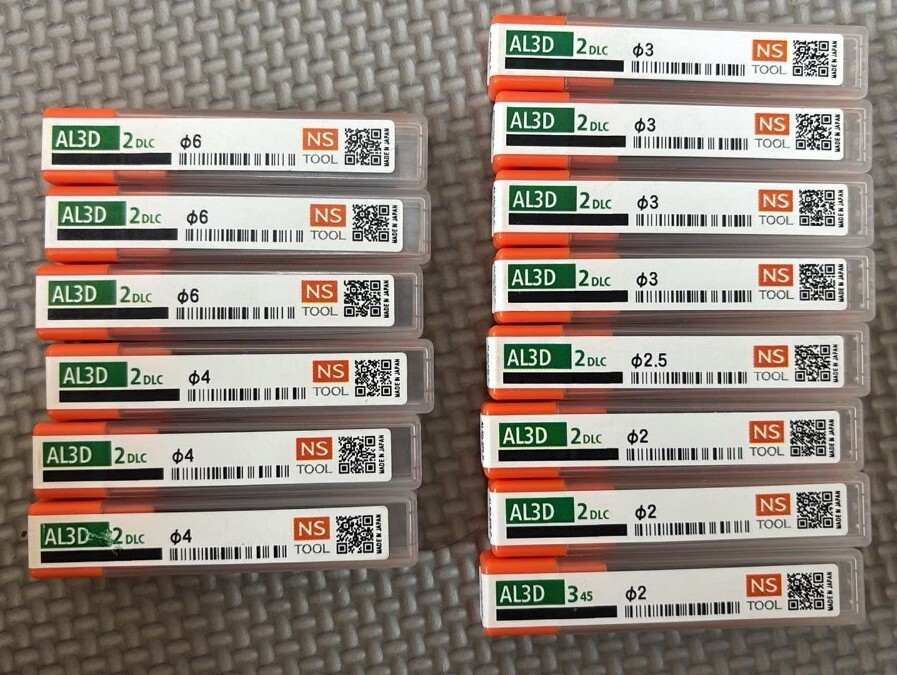 AL3D 2DLC φ6 NS TOOL MADE IN JAPAN
AL3D 2DLC φ6 NS TOOL MADE IN JAPAN
AL3D 2DLC φ6 NS TOOL MADE IN JAPAN
AL3D 2DLC φ4 NS TOOL MADE IN JAPAN
AL3D 2DLC φ4 NS TOOL MADE IN JAPAN
AL3D 2DLC φ4 NS TOOL MADE IN JAPAN
AL3D 2DLC φ3 NS TOOL MADE IN JAPAN
AL3D 2DLC φ3 NS TOOL MADE IN JAPAN
AL3D 2DLC φ3 NS TOOL MADE IN JAPAN
AL3D 2DLC φ3 NS TOOL MADE IN JAPAN
AL3D 2DLC φ2.5 NS TOOL MADE IN JAPAN
AL3D 2DLC φ2 NS TOOL MADE IN JAPAN
AL3D 2DLC φ2 NS TOOL MADE IN JAPAN
AL3D 345 φ2 NS TOOL MADE IN JAPAN